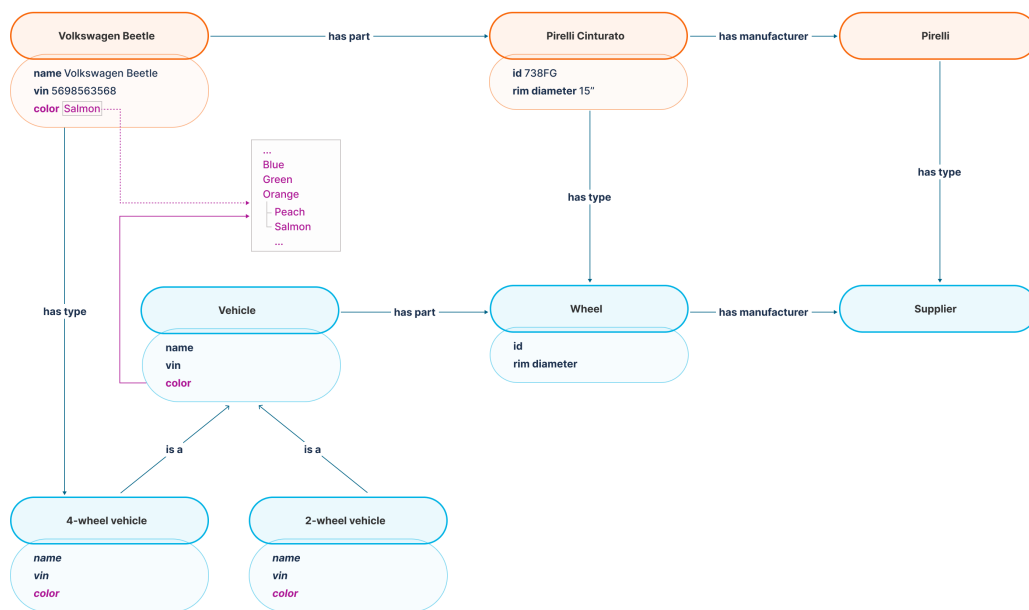 Volkswagen Beetle
has part
Pirelli Cinturato
has manufacturer
Pirelli
name Volkswagen Beetle
vin 5698563568
color Salmon
id 738FG
rim diameter 15”
...
Blue
Green
Orange
Peach
Salmon
...
has type
has type
has type
Vehicle
has part
Wheel
has manufacturer
Supplier
name
vin
color
id
rim diameter
is a
is a
4-wheel vehicle
2-wheel vehicle
name
vin
color
name
vin
color